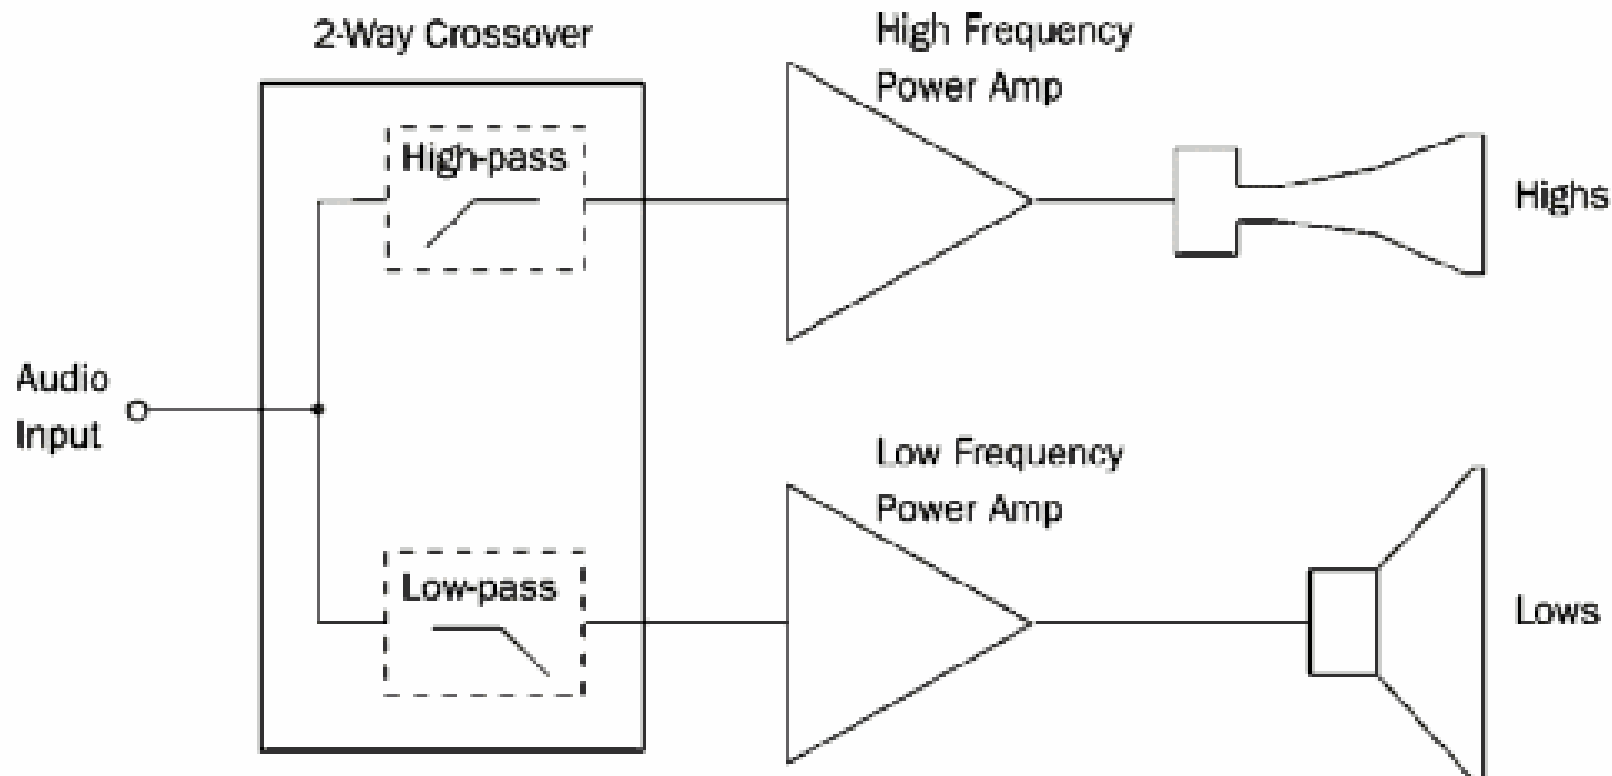 2-Way Crossover
High Frequency
Power Amp
High-pass
Highs
Audio
Input
Low Frequency
Power Amp
Low-pass
Lows